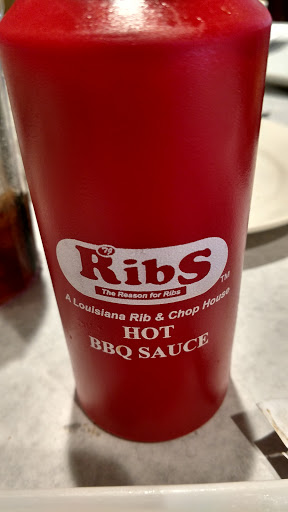 RibS
TM
The Reason for Ribs
A Louisiana Rib & Chop House
HOT
BBQ SAUCE